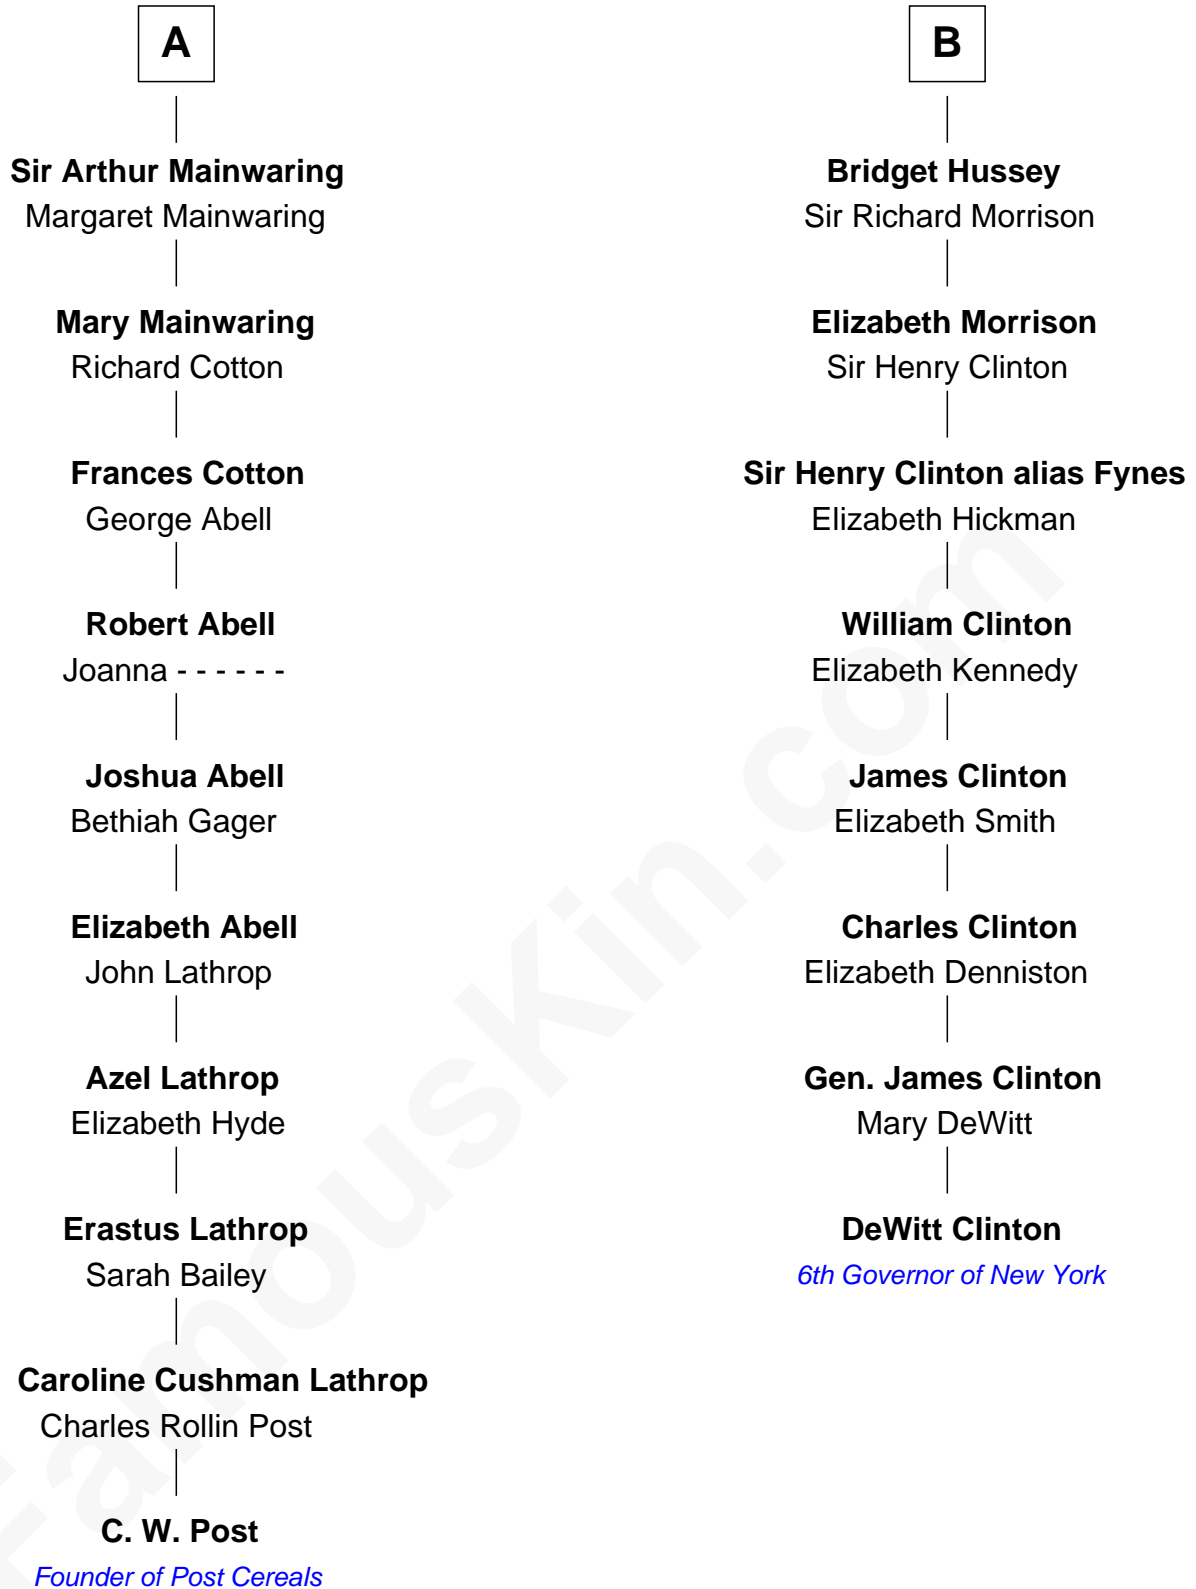 A
Sir Arthur Mainwaring
Margaret Mainwaring
Mary Mainwaring
Richard Cotton
Frances Cotton
George Abell
Robert Abell
Joanna - - - - - -
Joshua Abell
Bethiah Gager
Elizabeth Abell
John Lathrop
Azel Lathrop
Elizabeth Hyde
Erastus Lathrop
Sarah Bailey
Caroline Cushman Lathrop
Charles Rollin Post
C. W. Post
Founder of Post Cereals
B
Bridget Hussey
Sir Richard Morrison
Elizabeth Morrison
Sir Henry Clinton
Sir Henry Clinton alias Fynes
Elizabeth Hickman
William Clinton
Elizabeth Kennedy
James Clinton
Elizabeth Smith
Charles Clinton
Elizabeth Denniston
Gen. James Clinton
Mary DeWitt
DeWitt Clinton
6th Governor of New York
FamousKin.com